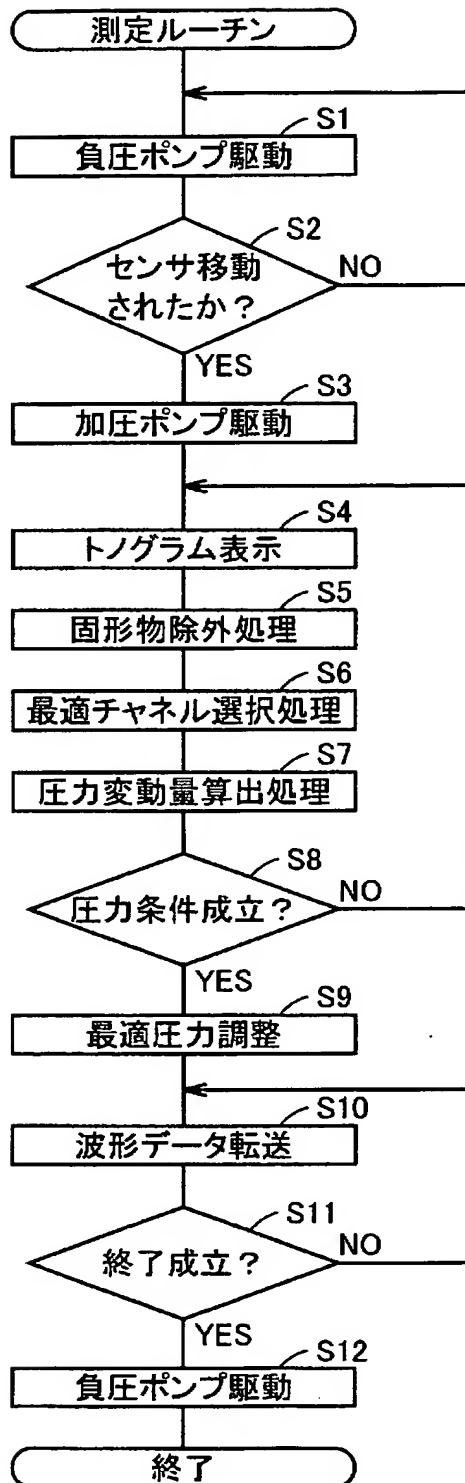 測定ルーチン
S1
負圧ポンプ駆動
S2
センサ移動
されたか?
NO
YES
S3
加圧ポンプ駆動
S4
トノグラム表示
S5
固形物除外処理
S6
最適チャネル選択処理
S7
圧力変動量算出処理
S8
圧力条件成立?
NO
YES
S9
最適圧力調整
S10
波形データ転送
S11
終了成立?
NO
YES
S12
負圧ポンプ駆動
終了